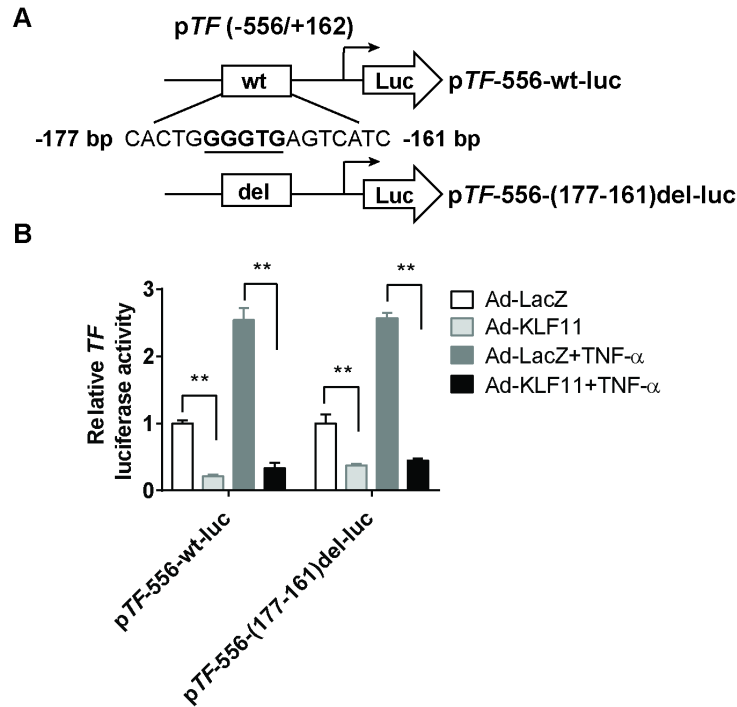 A
pTF (-556/+162)
wt
Luc
pTF-556-wt-luc
-177 bp CACTGGGGTGAGTCATC -161 bp
del
Luc
pTF-556-(177-161)del-luc
B
Relative TF
luciferase activity
3
2
1
0
**
**
**
**
Ad-LacZ
Ad-KLF11
Ad-LacZ+TNF-α
Ad-KLF11+TNF-α
pTF-556-wt-luc
pTF-556-(177-161)del-luc